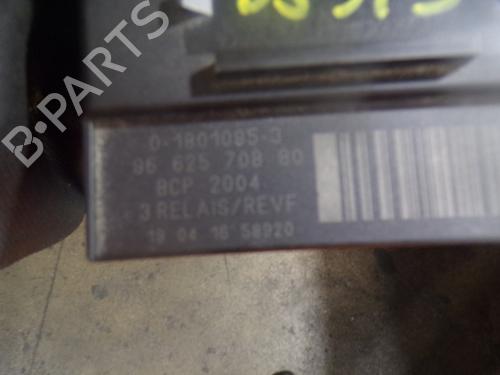 0-1801095-3
96 625 708 80
BCP 2004
3 RELAIS/REVF
19 04 16 58920
B-PARTS